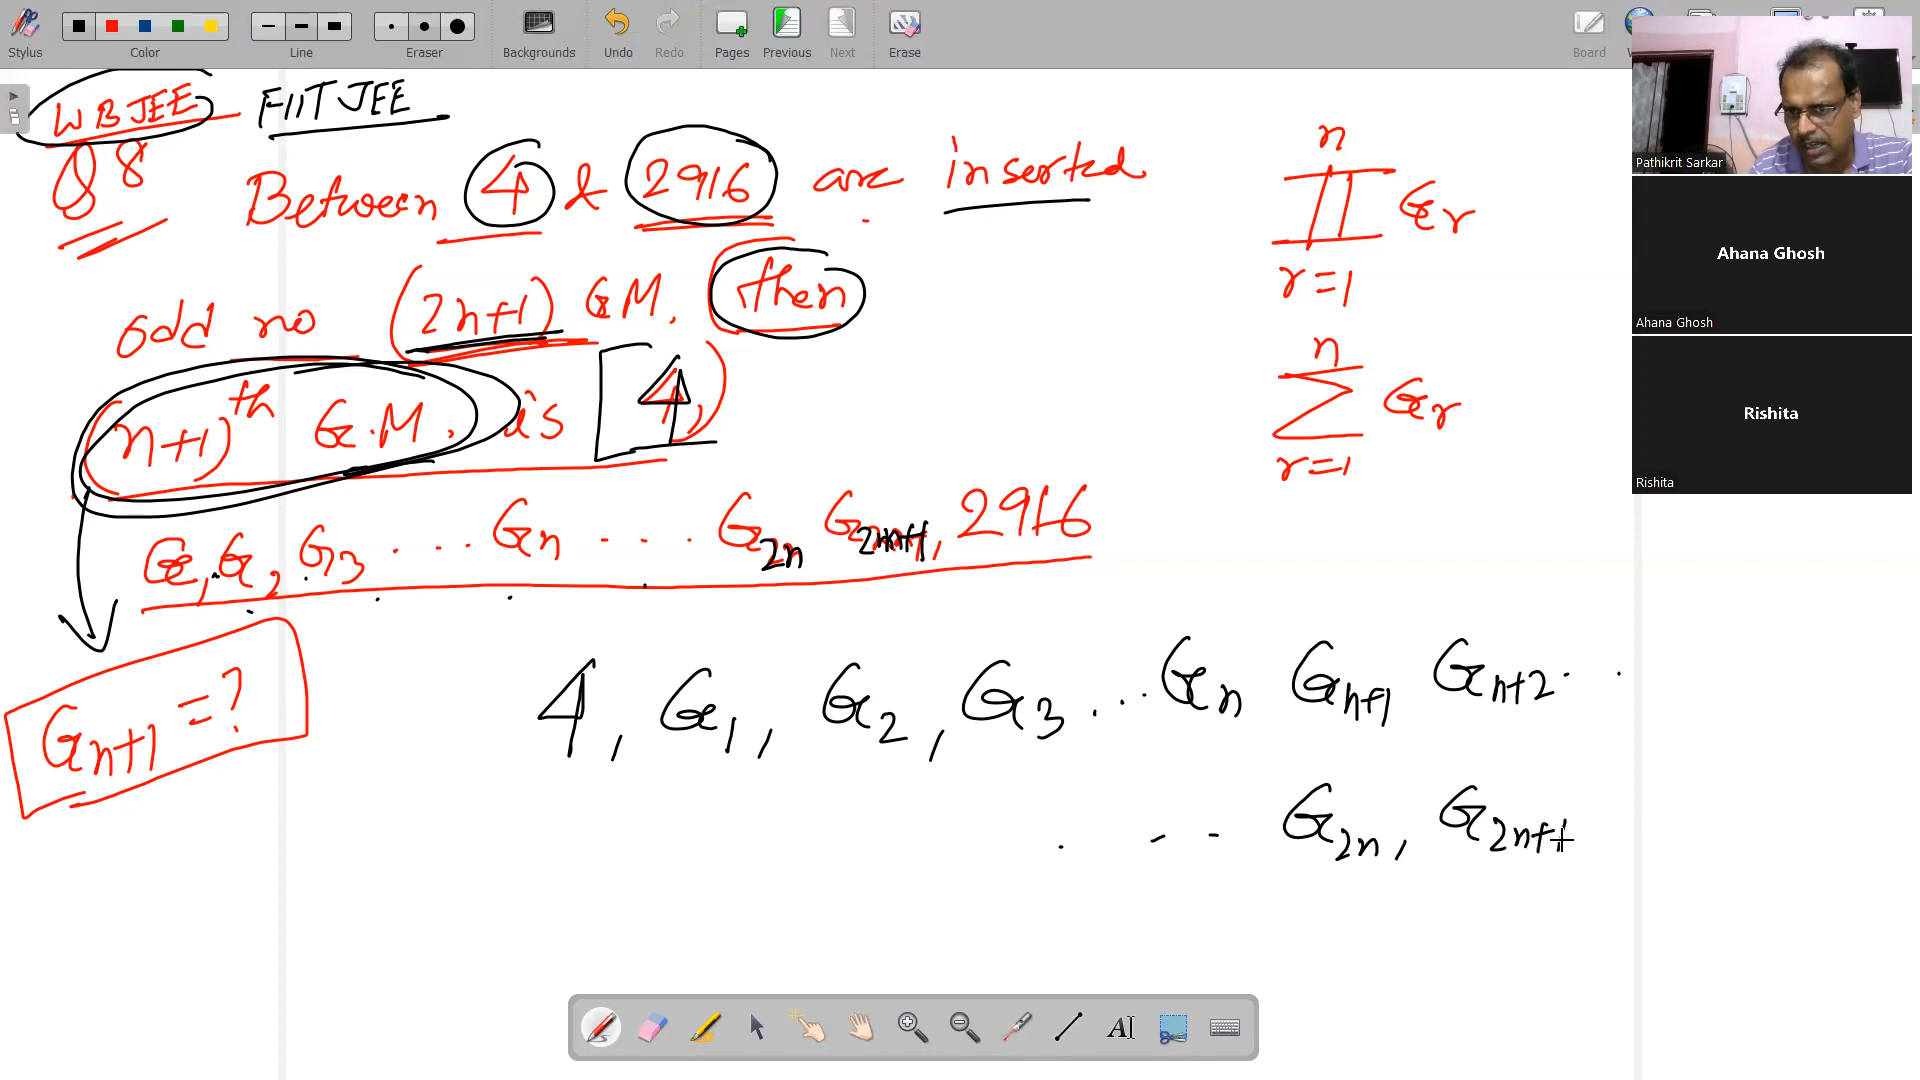 Stylus Color Line Eraser Backgrounds Undo Redo Pages Previous Next Erase Board
WBJEE FIITJEE
Q8 Between 4 & 2916 are inserted
odd no (2n+1) G.M. then
(n+1)th G.M. is 4,
G1, G2, G3 ... Gn ... G2n G2n+1, 2916
Gn+1 = ?
4, G1, G2, G3 ... Gn Gn+1 Gn+2 ...
... G2n, G2n+1
n
∏ Gr
r=1
n
∑ Gr
r=1
Pathikrit Sarkar
Ahana Ghosh
Ahana Ghosh
Rishita
Rishita